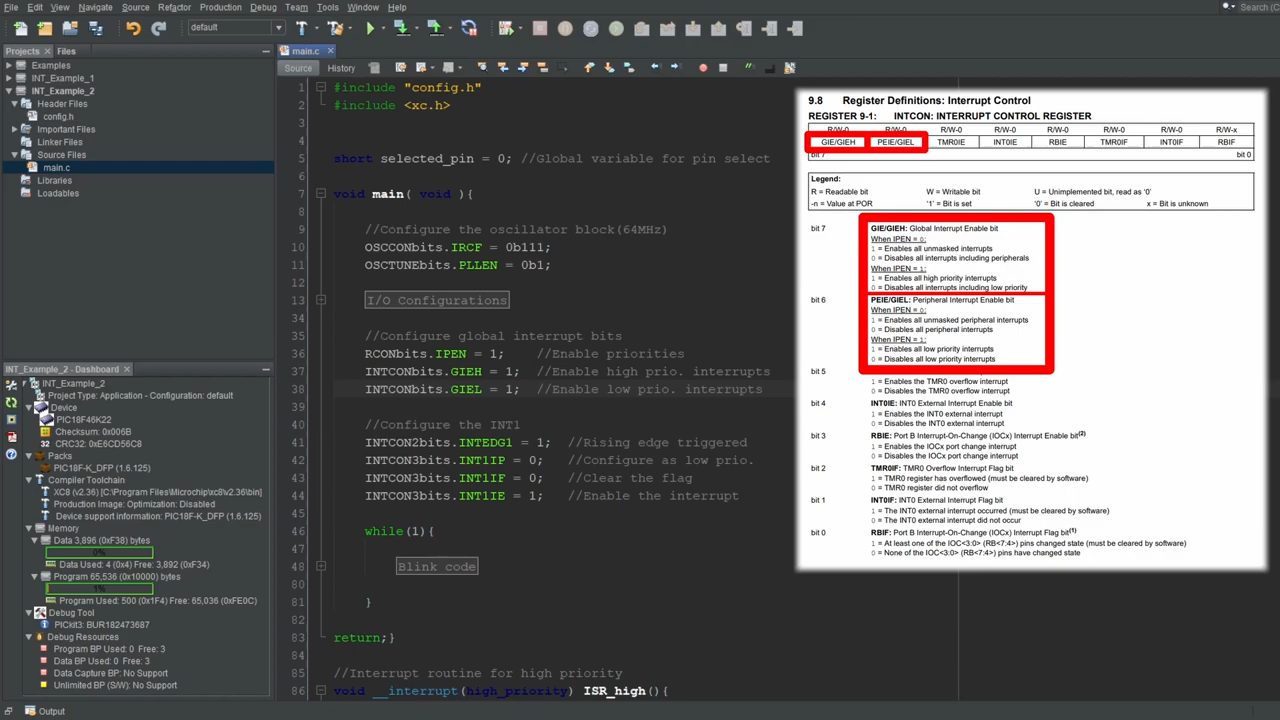 File Edit View Navigate Source Refactor Production Debug Team Tools Window Help
Search (C
default
Projects Files
Examples
INT_Example_1
INT_Example_2
Header Files
config.h
Important Files
Linker Files
Source Files
main.c
Libraries
Loadables
INT_Example_2 - Dashboard
INT_Example_2
Project Type: Application - Configuration: default
Device
PIC18F46K22
Checksum: 0x006B
CRC32: 0xE6CD56C8
Packs
PIC18F-K_DFP (1.6.125)
Compiler Toolchain
XC8 (v2.36) [C:\Program Files\Microchip\xc8\v2.36\bin]
Production Image: Optimization: Disabled
Device support information: PIC18F-K_DFP (1.6.125)
Memory
Data 3,896 (0xF38) bytes
0%
Data Used: 4 (0x4) Free: 3,892 (0xF34)
Program 65,536 (0x10000) bytes
1%
Program Used: 500 (0x1F4) Free: 65,036 (0xFE0C)
Debug Tool
PICkit3: BUR182473687
Debug Resources
Program BP Used: 0 Free: 3
Data BP Used: 0 Free: 3
Data Capture BP: No Support
Unlimited BP (S/W): No Support
Output
main.c
Source History
1 #include "config.h"
2 #include <xc.h>
3
4
5 short selected_pin = 0; //Global variable for pin select
6
7 void main( void ){
8
9 //Configure the oscillator block(64MHz)
10 OSCCONbits.IRCF = 0b111;
11 OSCTUNEbits.PLLEN = 0b1;
12
13 I/O Configurations
34
35 //Configure global interrupt bits
36 RCONbits.IPEN = 1; //Enable priorities
37 INTCONbits.GIEH = 1; //Enable high prio. interrupts
38 INTCONbits.GIEL = 1; //Enable low prio. interrupts
39
40 //Configure the INT1
41 INTCON2bits.INTEDG1 = 1; //Rising edge triggered
42 INTCON3bits.INT1IP = 0; //Configure as low prio.
43 INTCON3bits.INT1IF = 0; //Clear the flag
44 INTCON3bits.INT1IE = 1; //Enable the interrupt
45
46 while(1){
47
48 Blink code
80
81 }
82
83 return;}
84
85 //Interrupt routine for high priority
86 void __interrupt(high_priority) ISR_high(){
9.8 Register Definitions: Interrupt Control
REGISTER 9-1: INTCON: INTERRUPT CONTROL REGISTER
R/W-0 R/W-0 R/W-0 R/W-0 R/W-0 R/W-0 R/W-0 R/W-x
GIE/GIEH PEIE/GIEL TMR0IE INT0IE RBIE TMR0IF INT0IF RBIF
bit 7 bit 0
Legend:
R = Readable bit W = Writable bit U = Unimplemented bit, read as '0'
-n = Value at POR '1' = Bit is set '0' = Bit is cleared x = Bit is unknown
bit 7 GIE/GIEH: Global Interrupt Enable bit
When IPEN = 0:
1 = Enables all unmasked interrupts
0 = Disables all interrupts including peripherals
When IPEN = 1:
1 = Enables all high priority interrupts
0 = Disables all interrupts including low priority
bit 6 PEIE/GIEL: Peripheral Interrupt Enable bit
When IPEN = 0:
1 = Enables all unmasked peripheral interrupts
0 = Disables all peripheral interrupts
When IPEN = 1:
1 = Enables all low priority interrupts
0 = Disables all low priority interrupts
bit 5
1 = Enables the TMR0 overflow interrupt
0 = Disables the TMR0 overflow interrupt
bit 4 INT0IE: INT0 External Interrupt Enable bit
1 = Enables the INT0 external interrupt
0 = Disables the INT0 external interrupt
bit 3 RBIE: Port B Interrupt-On-Change (IOCx) Interrupt Enable bit(2)
1 = Enables the IOCx port change interrupt
0 = Disables the IOCx port change interrupt
bit 2 TMR0IF: TMR0 Overflow Interrupt Flag bit
1 = TMR0 register has overflowed (must be cleared by software)
0 = TMR0 register did not overflow
bit 1 INT0IF: INT0 External Interrupt Flag bit
1 = The INT0 external interrupt occurred (must be cleared by software)
0 = The INT0 external interrupt did not occur
bit 0 RBIF: Port B Interrupt-On-Change (IOCx) Interrupt Flag bit(1)
1 = At least one of the IOC<3:0> (RB<7:4>) pins changed state (must be cleared by software)
0 = None of the IOC<3:0> (RB<7:4>) pins have changed state